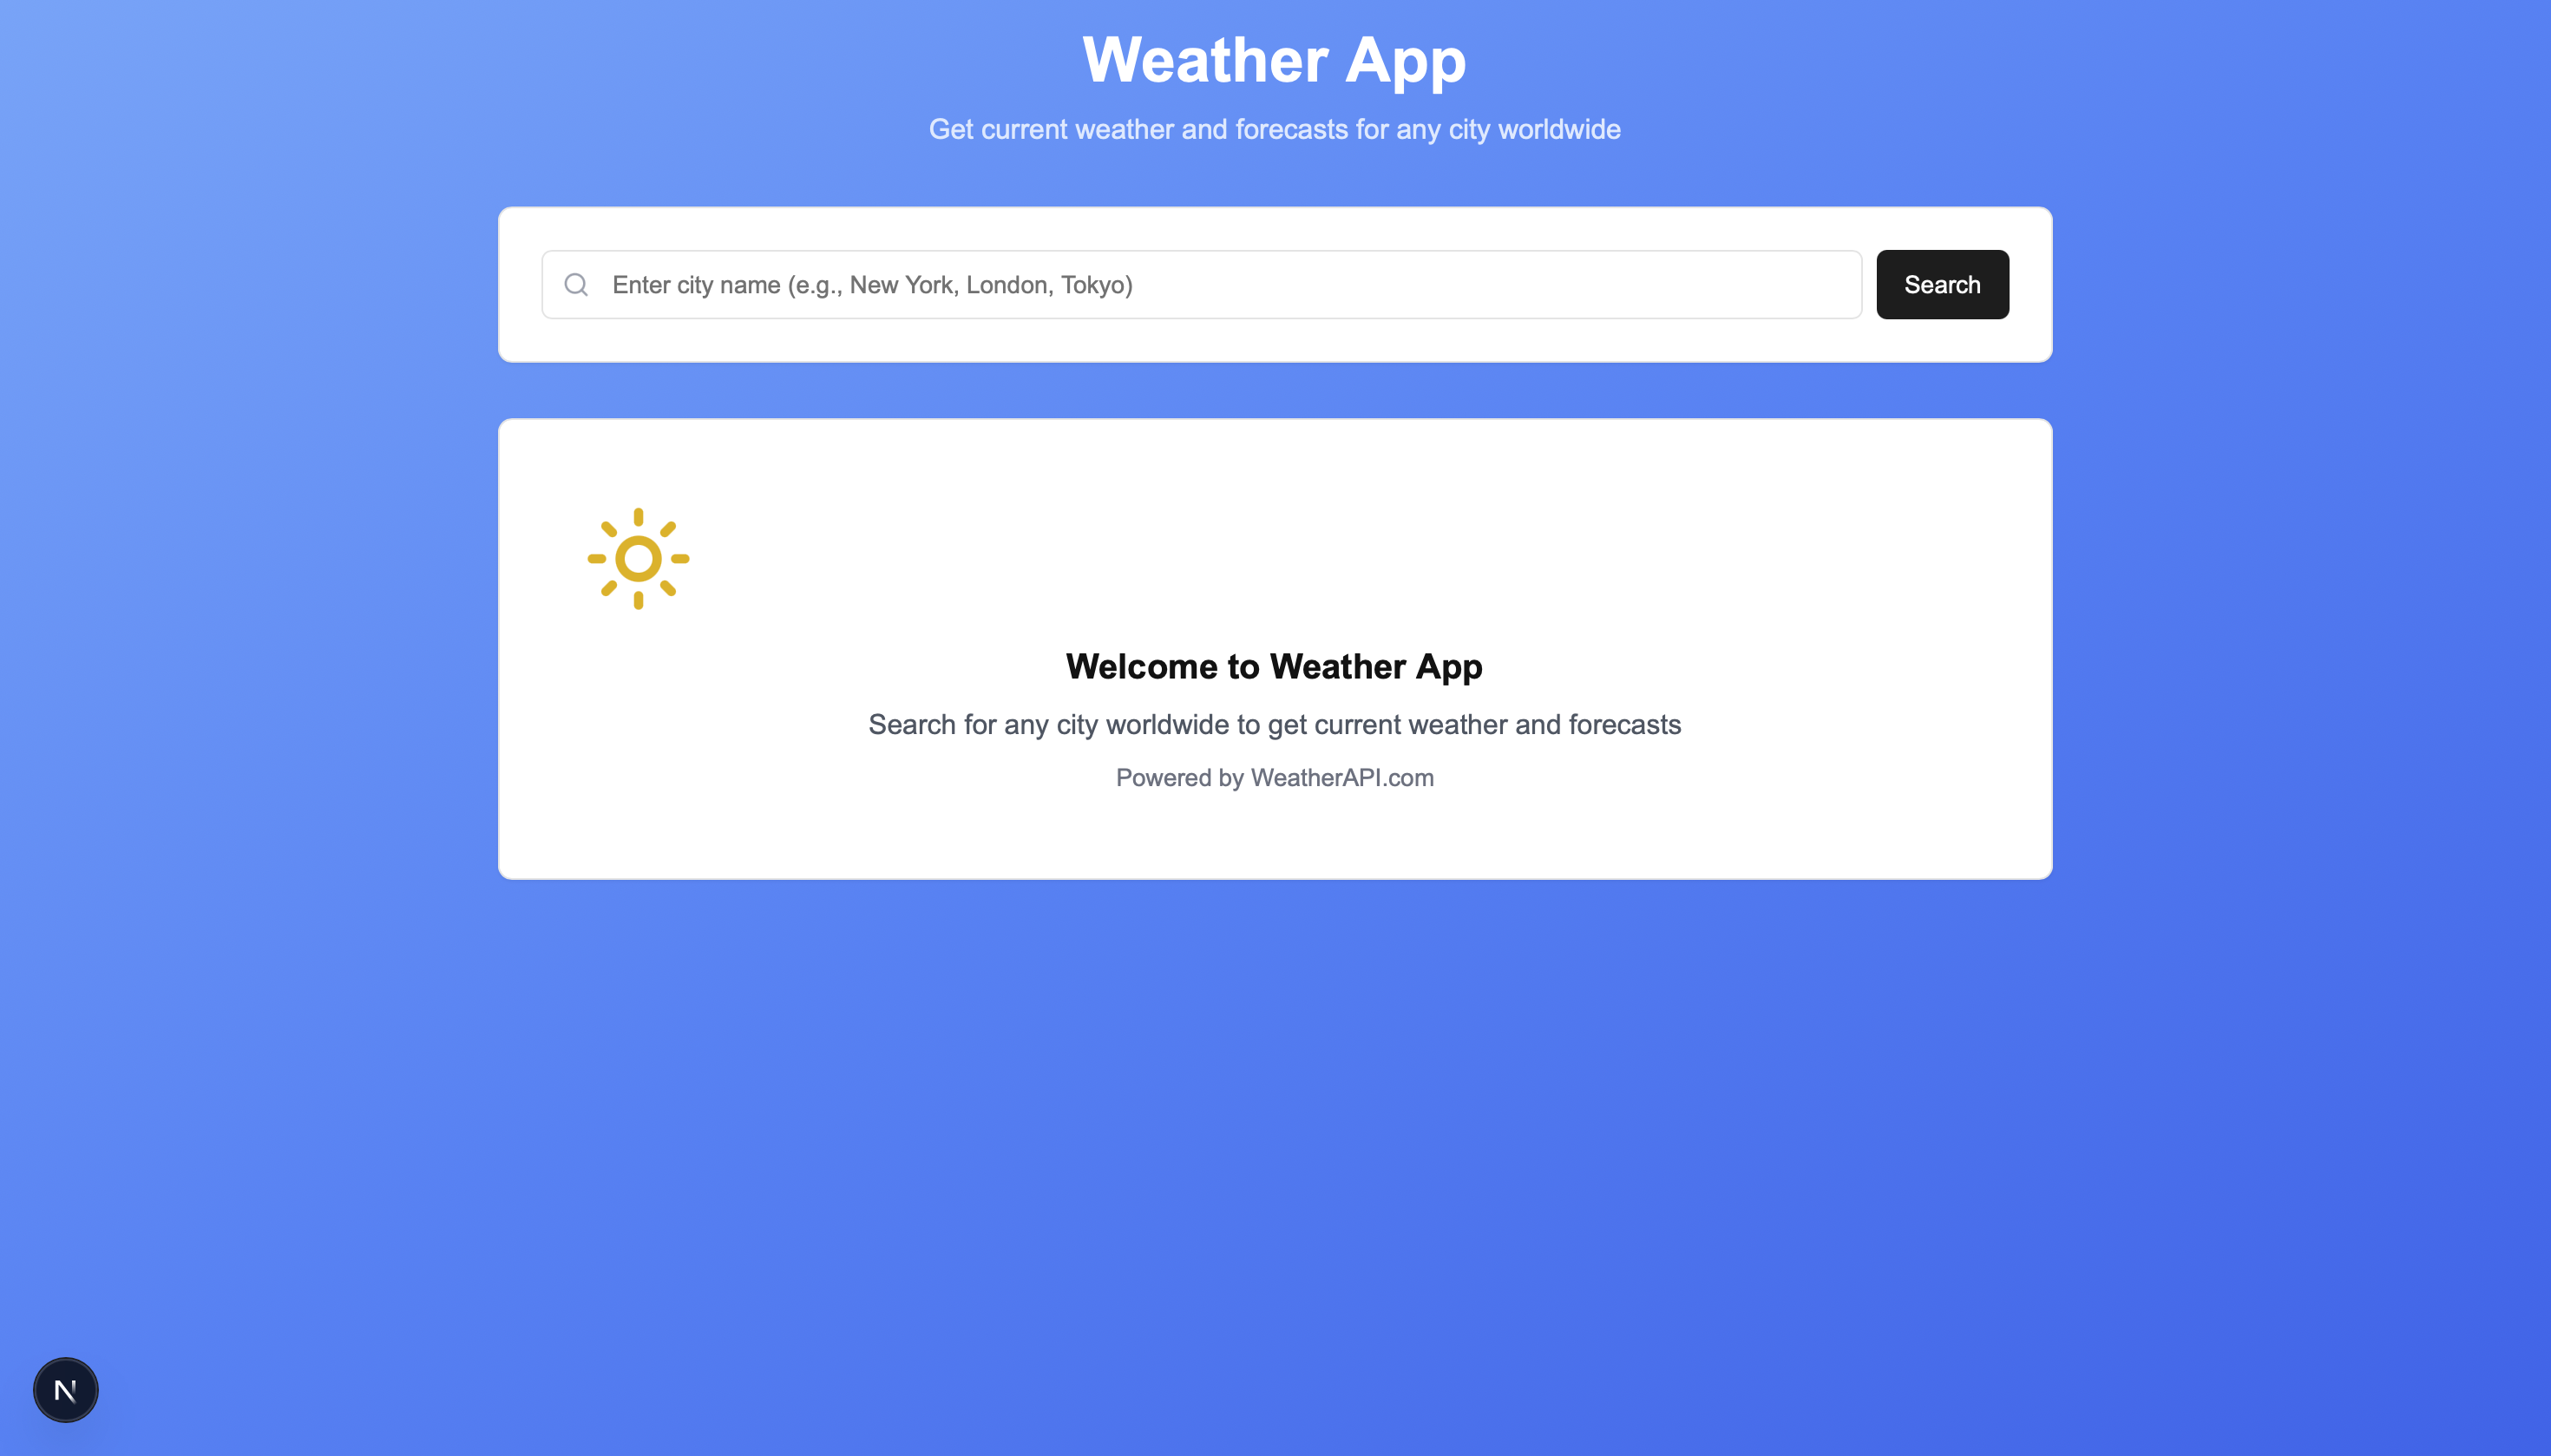 Weather App
Get current weather and forecasts for any city worldwide
Enter city name (e.g., New York, London, Tokyo)
Search
Welcome to Weather App
Search for any city worldwide to get current weather and forecasts
Powered by WeatherAPI.com
N